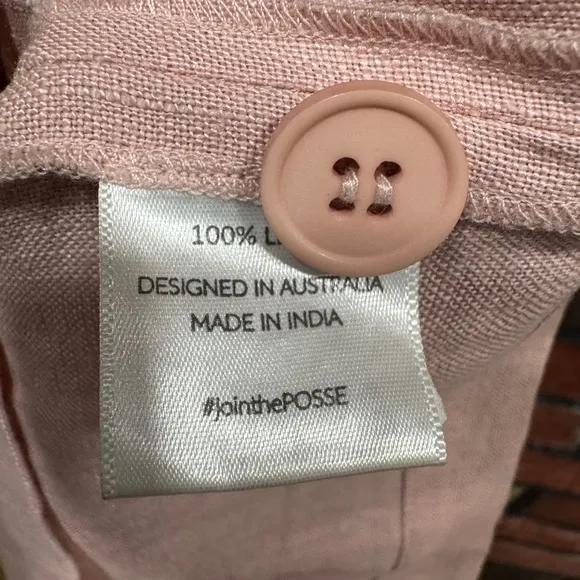 100%
DESIGNED IN AUSTRALIA
MADE IN INDIA
#jointhePOSSE